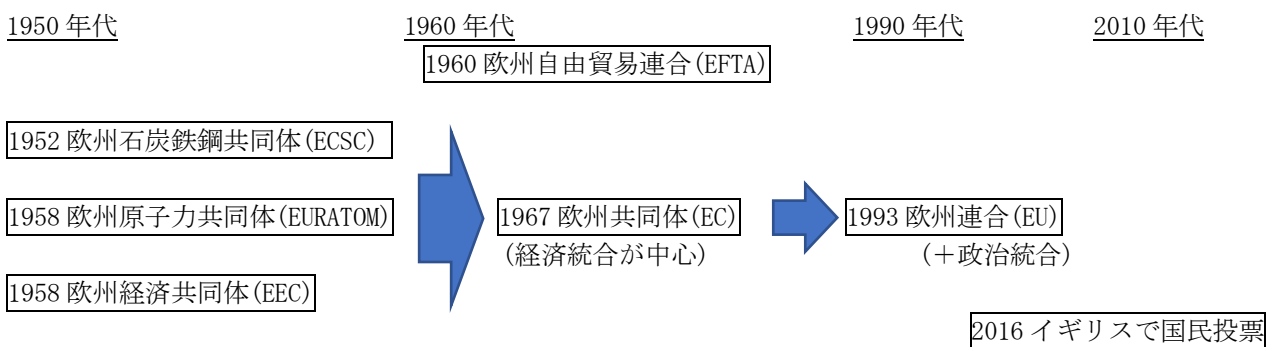 1950 年代 1960 年代 1990 年代 2010 年代
1960 欧州自由貿易連合(EFTA)
1952 欧州石炭鉄鋼共同体(ECSC)
1958 欧州原子力共同体(EURATOM) 1967 欧州共同体(EC) 1993 欧州連合(EU)
(経済統合が中心) (＋政治統合)
1958 欧州経済共同体(EEC)
2016 イギリスで国民投票